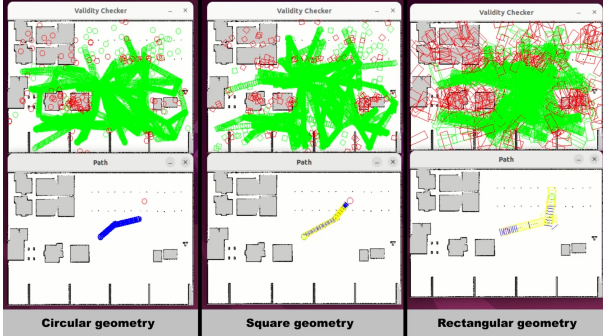 Validity Checker
Validity Checker
Validity Checker
Path
Path
Path
Circular geometry
Square geometry
Rectangular geometry